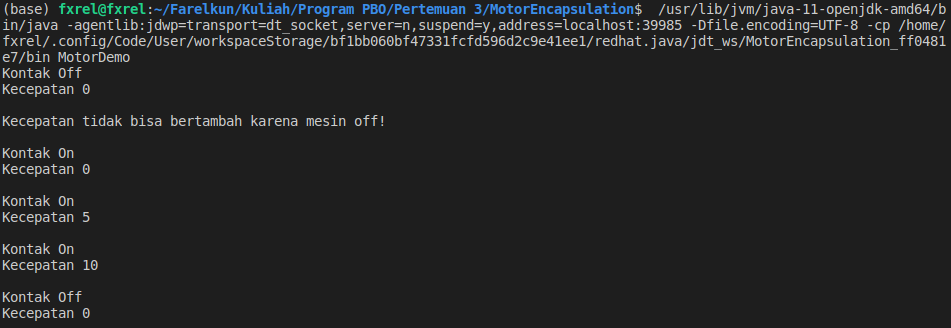 (base) fxrel@fxrel:~/Farelkun/Kuliah/Program PBO/Pertemuan 3/MotorEncapsulation$  /usr/lib/jvm/java-11-openjdk-amd64/b
in/java -agentlib:jdwp=transport=dt_socket,server=n,suspend=y,address=localhost:39985 -Dfile.encoding=UTF-8 -cp /home/
fxrel/.config/Code/User/workspaceStorage/bf1bb060bf47331fcfd596d2c9e41ee1/redhat.java/jdt_ws/MotorEncapsulation_ff0481
e7/bin MotorDemo
Kontak Off
Kecepatan 0
Kecepatan tidak bisa bertambah karena mesin off!
Kontak On
Kecepatan 0
Kontak On
Kecepatan 5
Kontak On
Kecepatan 10
Kontak Off
Kecepatan 0